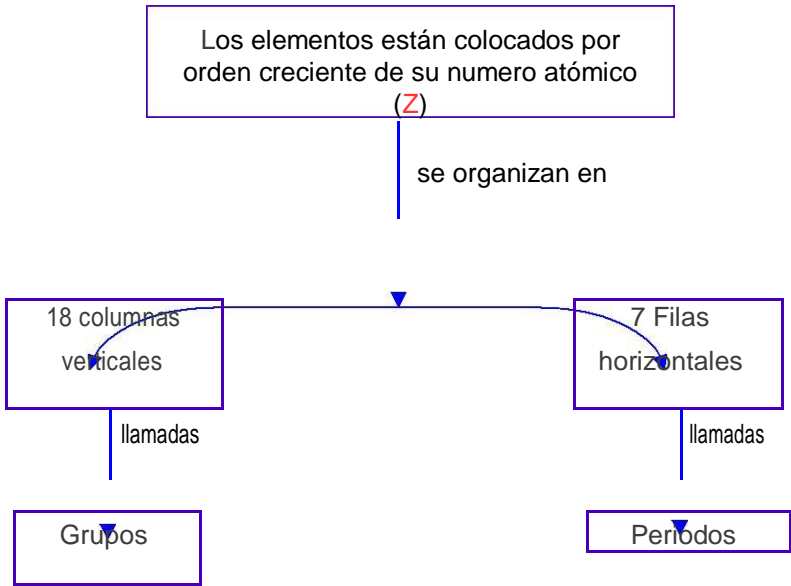 Los elementos están colocados por
orden creciente de su numero atómico
(Z)
se organizan en
18 columnas
verticales
7 Filas
horizontales
llamadas
llamadas
Grupos
Periodos